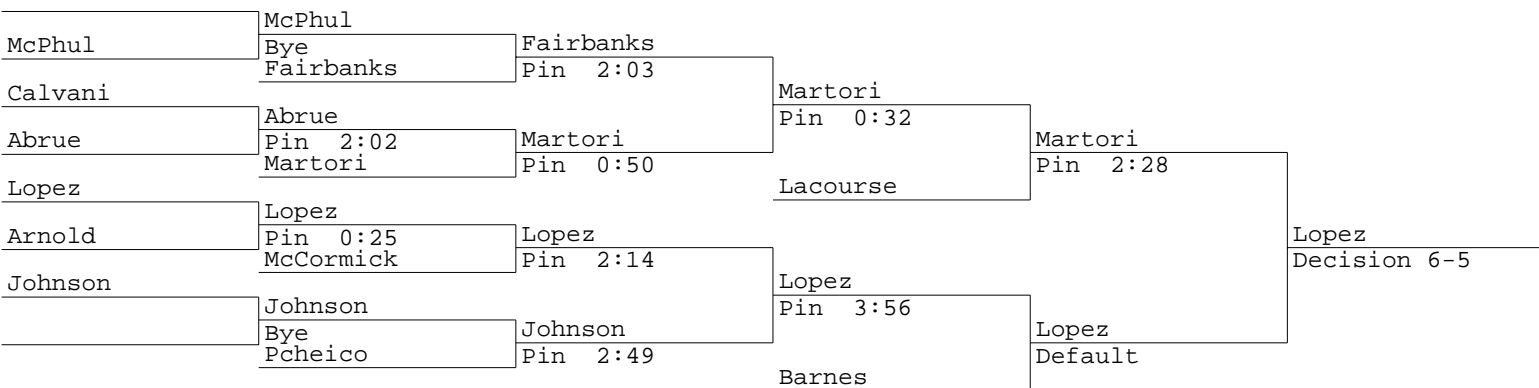 McPhul
McPhul
Bye
Fairbanks
Fairbanks
Pin 2:03
Calvani
Martori
Pin 0:32
Abrue
Abrue
Pin 2:02
Martori
Martori
Pin 0:50
Martori
Pin 2:28
Lopez
Lacourse
Lopez
Arnold
Pin 0:25
McCormick
Lopez
Pin 2:14
Lopez
Decision 6-5
Johnson
Lopez
Pin 3:56
Johnson
Bye
Pcheico
Johnson
Pin 2:49
Lopez
Default
Barnes